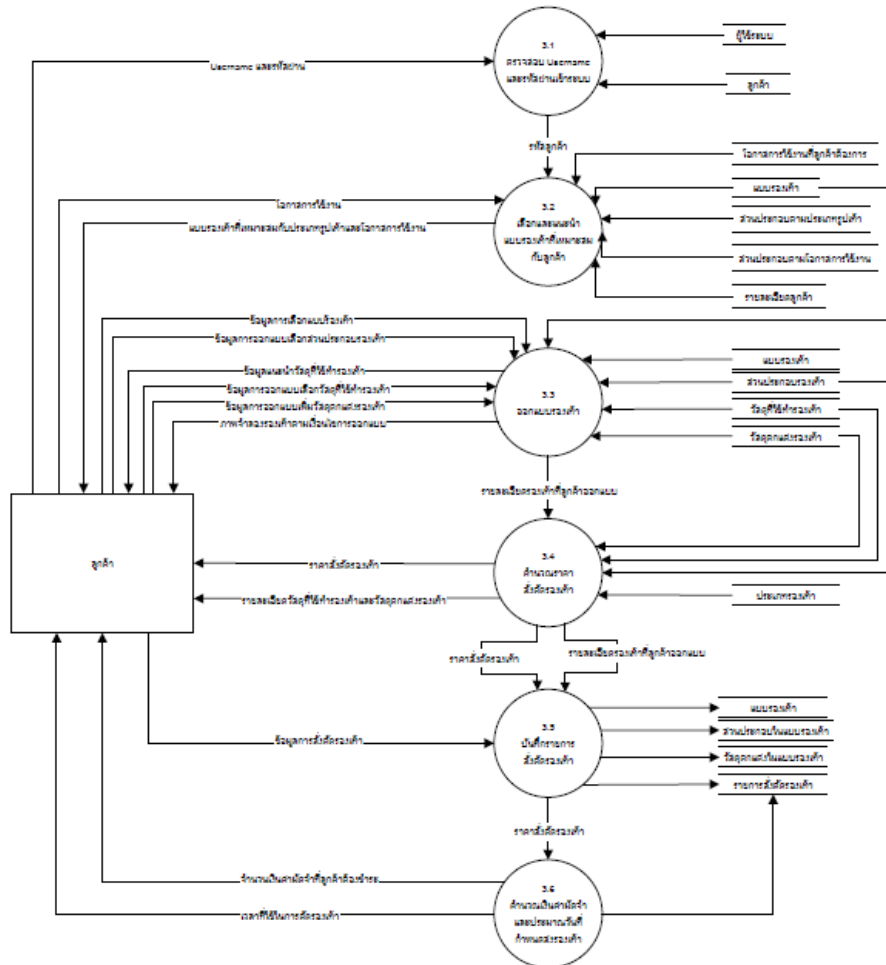 3.1
ตรวจสอบ Username
และรหัสผ่านเข้าระบบ
ผู้ใช้ระบบ
Username และรหัสผ่าน
ลูกค้า
รหัสลูกค้า
โอกาสการใช้งานที่ลูกค้าต้องการ
3.2
เลือกและแนะนำ
แบบรองเท้าที่เหมาะสม
กับลูกค้า
แบบรองเท้า
โอกาสการใช้งาน
ส่วนประกอบตามประเภทรูปเท้า
แบบรองเท้าที่เหมาะสมกับประเภทรูปเท้าและโอกาสการใช้งาน
ส่วนประกอบตามโอกาสการใช้งาน
รายละเอียดลูกค้า
ข้อมูลการเลือกแบบรองเท้า
ข้อมูลการออกแบบเลือกส่วนประกอบรองเท้า
ข้อมูลแนะนำวัสดุที่ใช้ทำรองเท้า
ข้อมูลการออกแบบเลือกวัสดุที่ใช้ทำรองเท้า
ข้อมูลการออกแบบเพิ่มวัสดุตกแต่งรองเท้า
ภาพจำลองรองเท้าตามเงื่อนไขการออกแบบ
3.3
ออกแบบรองเท้า
แบบรองเท้า
ส่วนประกอบรองเท้า
วัสดุที่ใช้ทำรองเท้า
วัสดุตกแต่งรองเท้า
รายละเอียดรองเท้าที่ลูกค้าออกแบบ
ลูกค้า
3.4
คำนวณราคา
สั่งตัดรองเท้า
ราคาสั่งตัดรองเท้า
รายละเอียดวัสดุที่ใช้ทำรองเท้าและวัสดุตกแต่งรองเท้า
ประเภทรองเท้า
ราคาสั่งตัดรองเท้า
รายละเอียดรองเท้าที่ลูกค้าออกแบบ
3.5
บันทึกรายการ
สั่งตัดรองเท้า
ข้อมูลการสั่งตัดรองเท้า
แบบรองเท้า
ส่วนประกอบในแบบรองเท้า
วัสดุตกแต่งในแบบรองเท้า
รายการสั่งตัดรองเท้า
ราคาสั่งตัดรองเท้า
3.6
คำนวณเงินค่ามัดจำ
และประมาณวันที่
กำหนดส่งรองเท้า
จำนวนเงินค่ามัดจำที่ลูกค้าต้องชำระ
เวลาที่ใช้ในการตัดรองเท้า